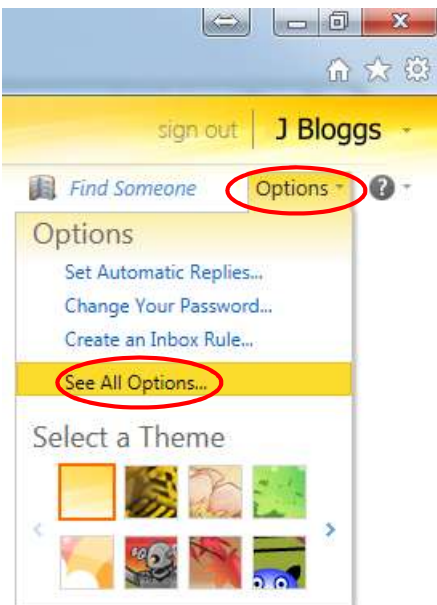 sign out J Bloggs
Find Someone Options ?
Options
Set Automatic Replies...
Change Your Password...
Create an Inbox Rule...
See All Options...
Select a Theme